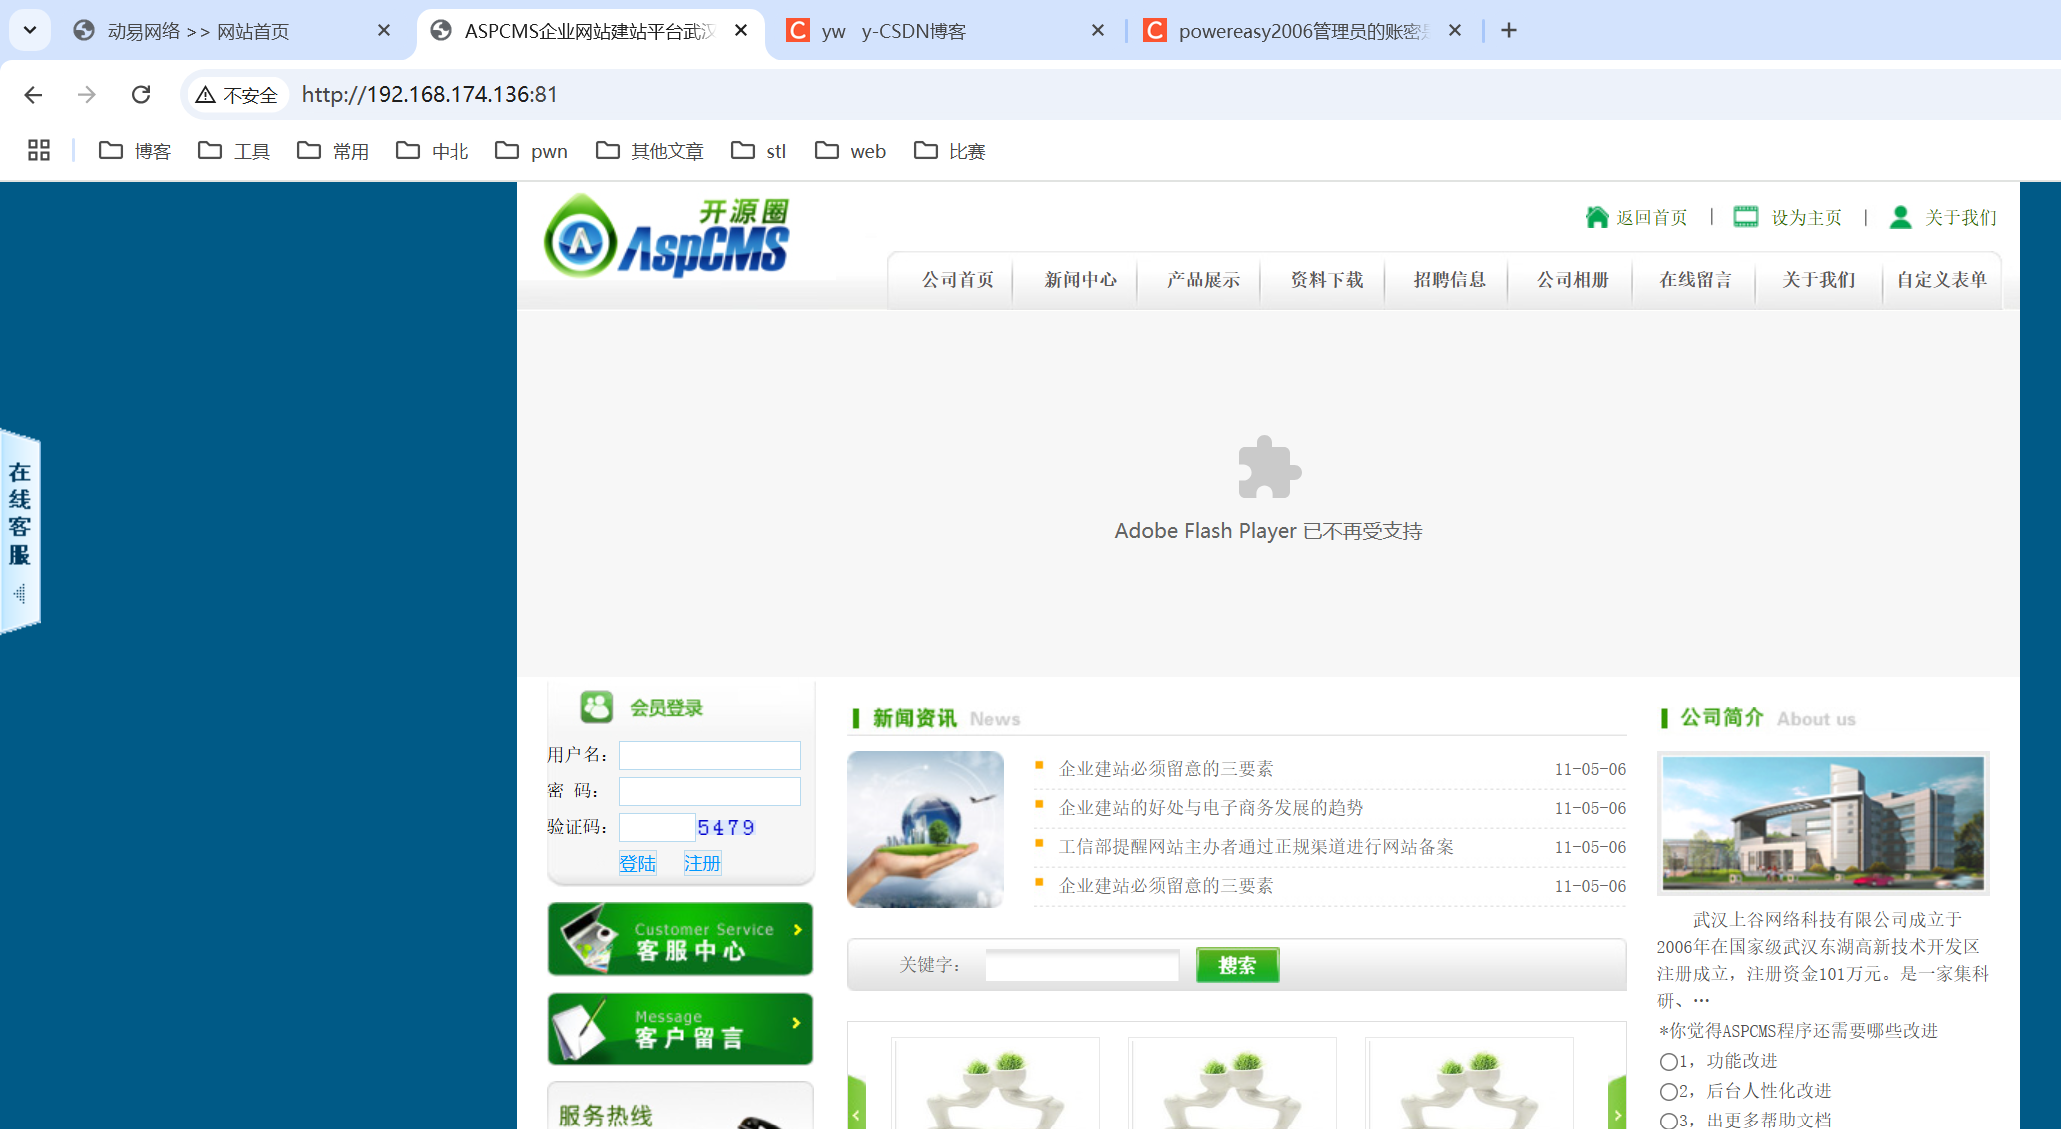 动易网络 >> 网站首页
ASPCMS企业网站建站平台武汉
yw y-CSDN博客
powereasy2006管理员的账密是
不安全
http://192.168.174.136:81
博客
工具
常用
中北
pwn
其他文章
stl
web
比赛
开源圈
AspCMS
返回首页 | 设为主页 | 关于我们
公司首页
新闻中心
产品展示
资料下载
招聘信息
公司相册
在线留言
关于我们
自定义表单
在线客服
Adobe Flash Player 已不再受支持
会员登录
用户名：
密 码：
验证码： 5479
登陆 注册
Customer Service
客服中心
Message
客户留言
服务热线
新闻资讯 News
企业建站必须留意的三要素 11-05-06
企业建站的好处与电子商务发展的趋势 11-05-06
工信部提醒网站主办者通过正规渠道进行网站备案 11-05-06
企业建站必须留意的三要素 11-05-06
关键字： 搜索
公司简介 About us
武汉上谷网络科技有限公司成立于
2006年在国家级武汉东湖高新技术开发区
注册成立，注册资金101万元。是一家集科
研、…
*你觉得ASPCMS程序还需要哪些改进
1，功能改进
2，后台人性化改进
3，出更多帮助文档